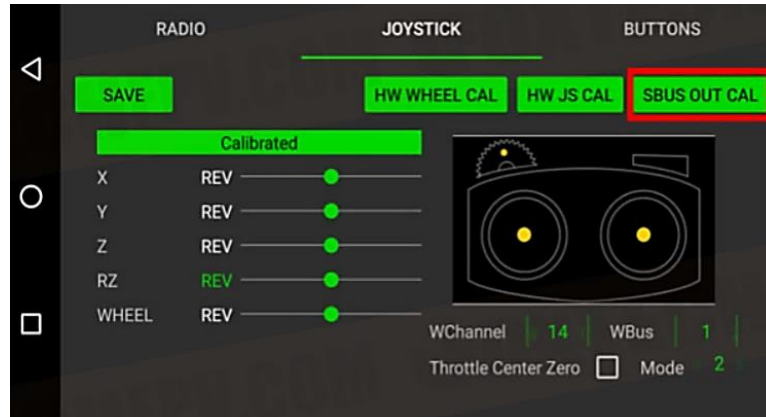 RADIO JOYSTICK BUTTONS
SAVE HW WHEEL CAL HW JS CAL SBUS OUT CAL
Calibrated
X REV
Y REV
Z REV
RZ REV
WHEEL REV
WChannel 14 WBus 1
Throttle Center Zero Mode 2